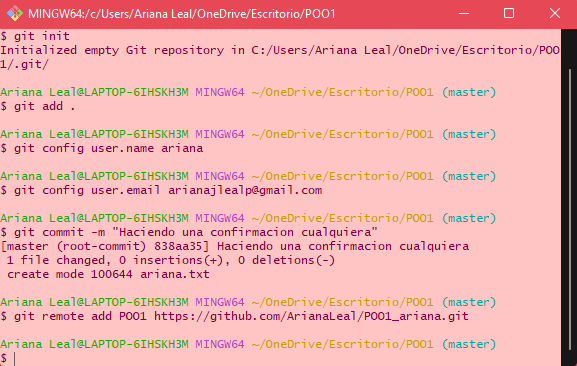 MINGW64:/c/Users/Ariana Leal/OneDrive/Escritorio/POO1
$ git init
Initialized empty Git repository in C:/Users/Ariana Leal/OneDrive/Escritorio/POO
1/.git/
Ariana Leal@LAPTOP-6IHSKH3M MINGW64 ~/OneDrive/Escritorio/POO1 (master)
$ git add .
Ariana Leal@LAPTOP-6IHSKH3M MINGW64 ~/OneDrive/Escritorio/POO1 (master)
$ git config user.name ariana
Ariana Leal@LAPTOP-6IHSKH3M MINGW64 ~/OneDrive/Escritorio/POO1 (master)
$ git config user.email arianajlealp@gmail.com
Ariana Leal@LAPTOP-6IHSKH3M MINGW64 ~/OneDrive/Escritorio/POO1 (master)
$ git commit -m "Haciendo una confirmacion cualquiera"
[master (root-commit) 838aa35] Haciendo una confirmacion cualquiera
1 file changed, 0 insertions(+), 0 deletions(-)
create mode 100644 ariana.txt
Ariana Leal@LAPTOP-6IHSKH3M MINGW64 ~/OneDrive/Escritorio/POO1 (master)
$ git remote add POO1 https://github.com/ArianaLeal/POO1_ariana.git
Ariana Leal@LAPTOP-6IHSKH3M MINGW64 ~/OneDrive/Escritorio/POO1 (master)
$